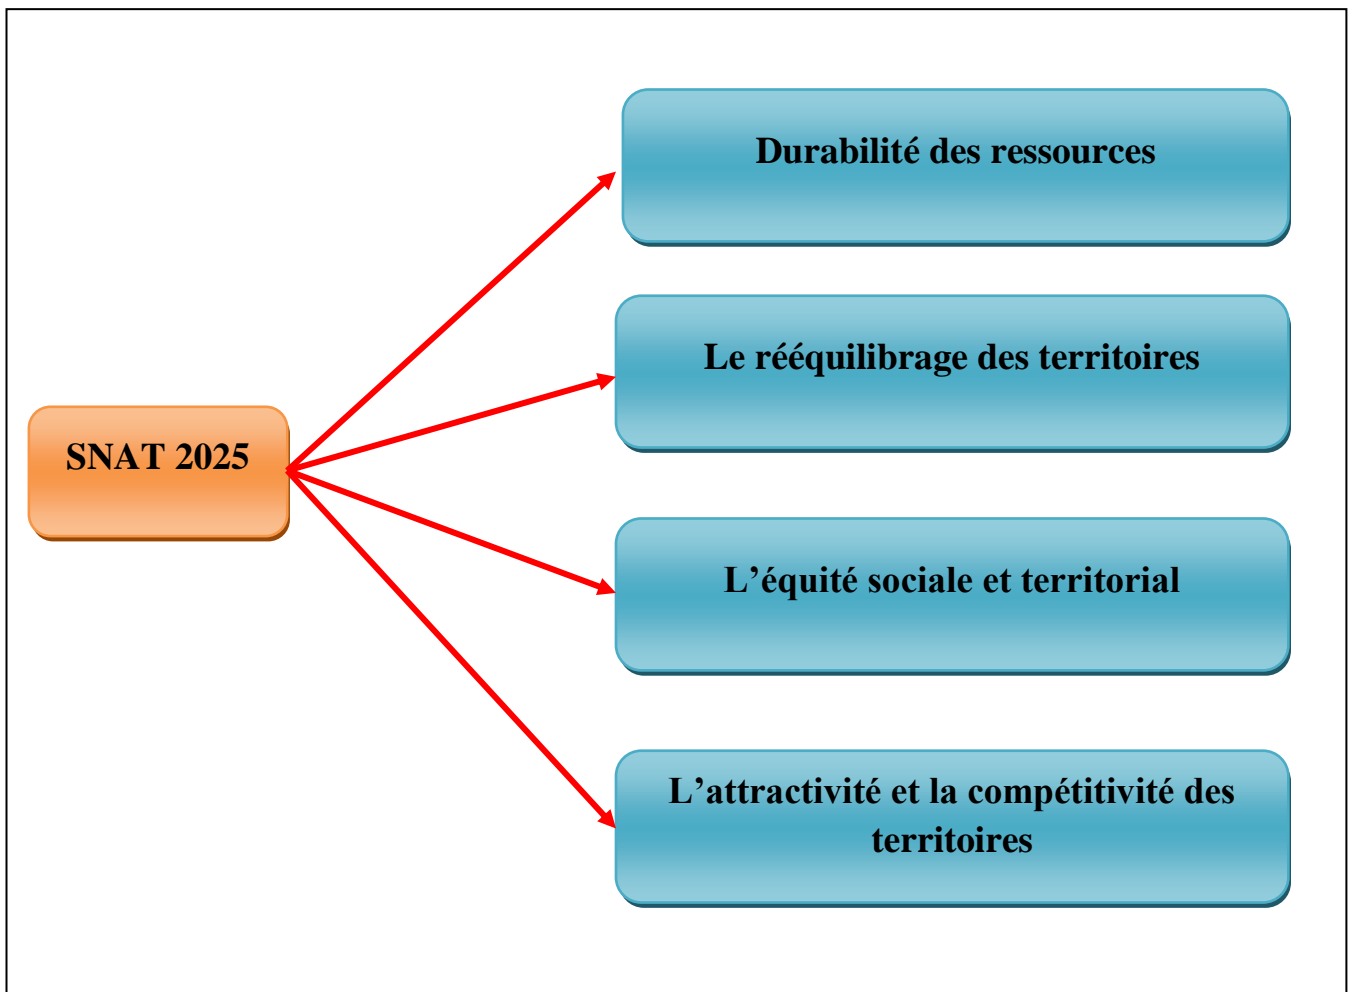 Durabilité des ressources
Le rééquilibrage des territoires
SNAT 2025
L’équité sociale et territorial
L’attractivité et la compétitivité des
territoires